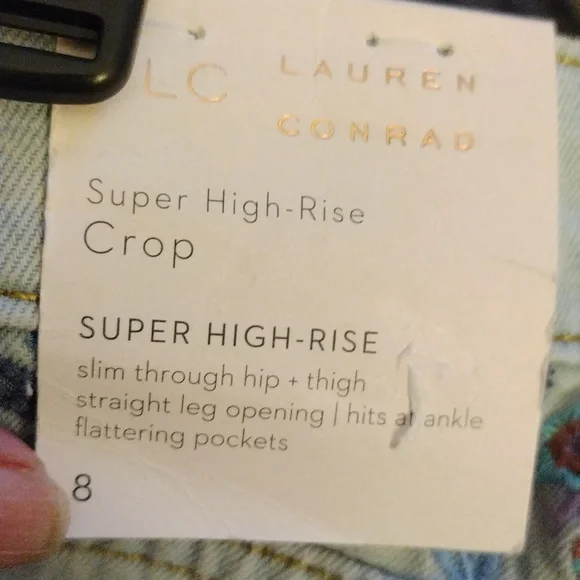 LC LAUREN
CONRAD
Super High-Rise
Crop
SUPER HIGH-RISE
slim through hip + thigh
straight leg opening | hits at ankle
flattering pockets
8